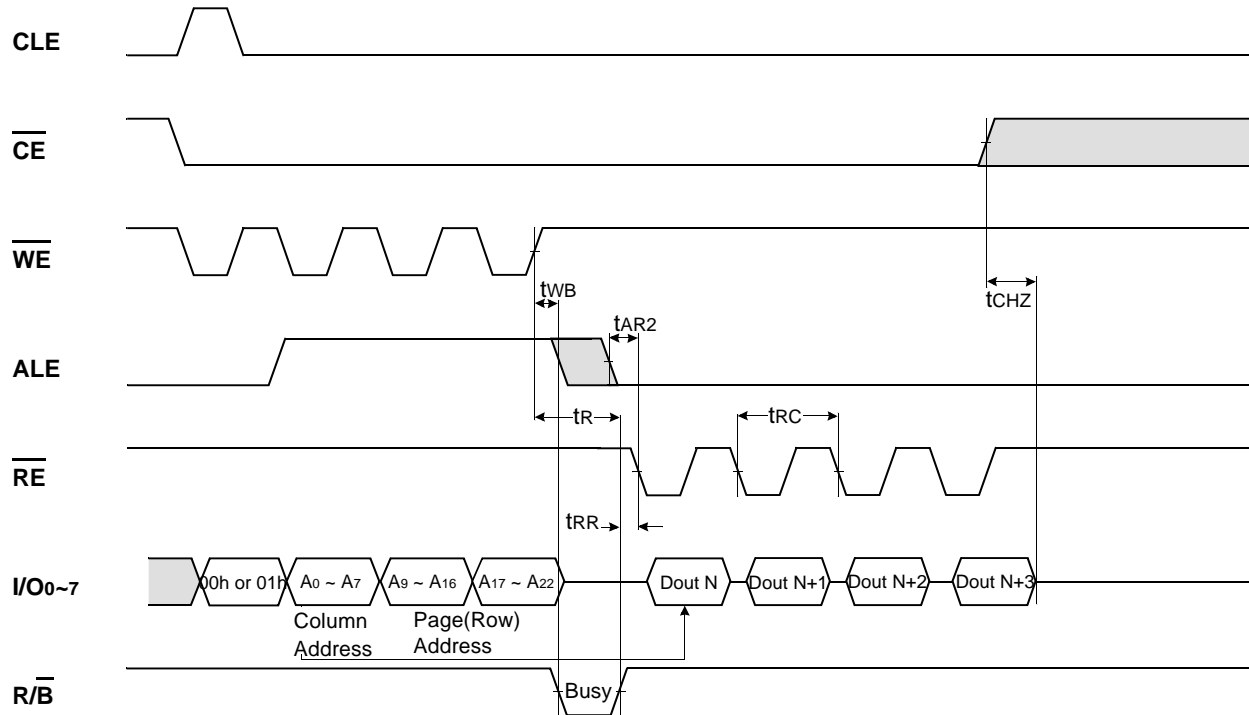 CLE
CE
WE
tWB
tCHZ
tAR2
ALE
tR
tRC
RE
tRR
I/O0~7
00h or 01h
A0 ~ A7
A9 ~ A16
A17 ~ A22
Dout N
Dout N+1
Dout N+2
Dout N+3
Column
Address
Page(Row)
Address
R/B
Busy